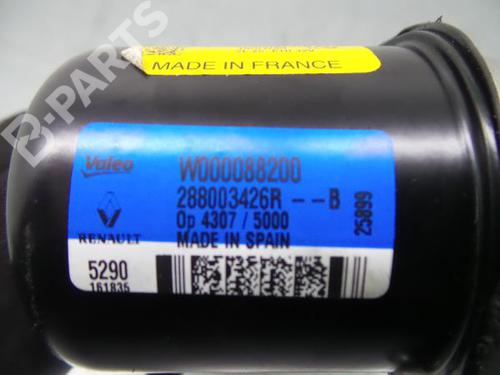 MADE IN FRANCE
B-PARTS
Valeo
W000088200
288003426R --B
Op 4307 / 5000
MADE IN SPAIN
25899
RENAULT
5290
161835